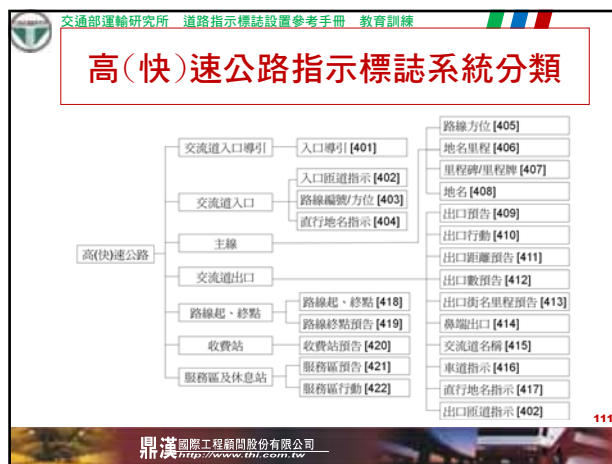 交通部運輸研究所 道路指示標誌設置參考手冊 教育訓練
高(快)速公路指示標誌系統分類
高(快)速公路
交流道入口導引
入口導引 [401]
交流道入口
入口匝道指示 [402]
路線編號/方位 [403]
直行地名指示 [404]
主線
路線方位 [405]
地名里程 [406]
里程碑/里程牌 [407]
地名 [408]
交流道出口
出口預告 [409]
出口行動 [410]
出口距離預告 [411]
出口數預告 [412]
出口街名里程預告 [413]
鼻端出口 [414]
交流道名稱 [415]
車道指示 [416]
直行地名指示 [417]
出口匝道指示 [402]
路線起、終點
路線起、終點 [418]
路線終點預告 [419]
收費站
收費站預告 [420]
服務區及休息站
服務區預告 [421]
服務區行動 [422]
111
鼎漢國際工程顧問股份有限公司
http://www.thi.com.tw